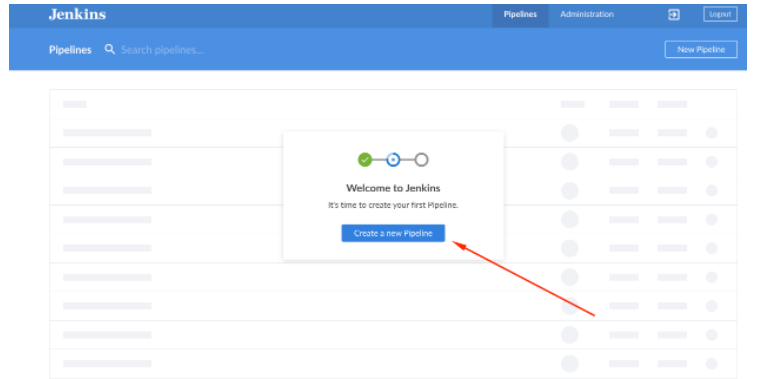 Jenkins
Pipelines Administration Logout
Pipelines Search pipelines... New Pipeline
Welcome to Jenkins
It's time to create your first Pipeline.
Create a new Pipeline